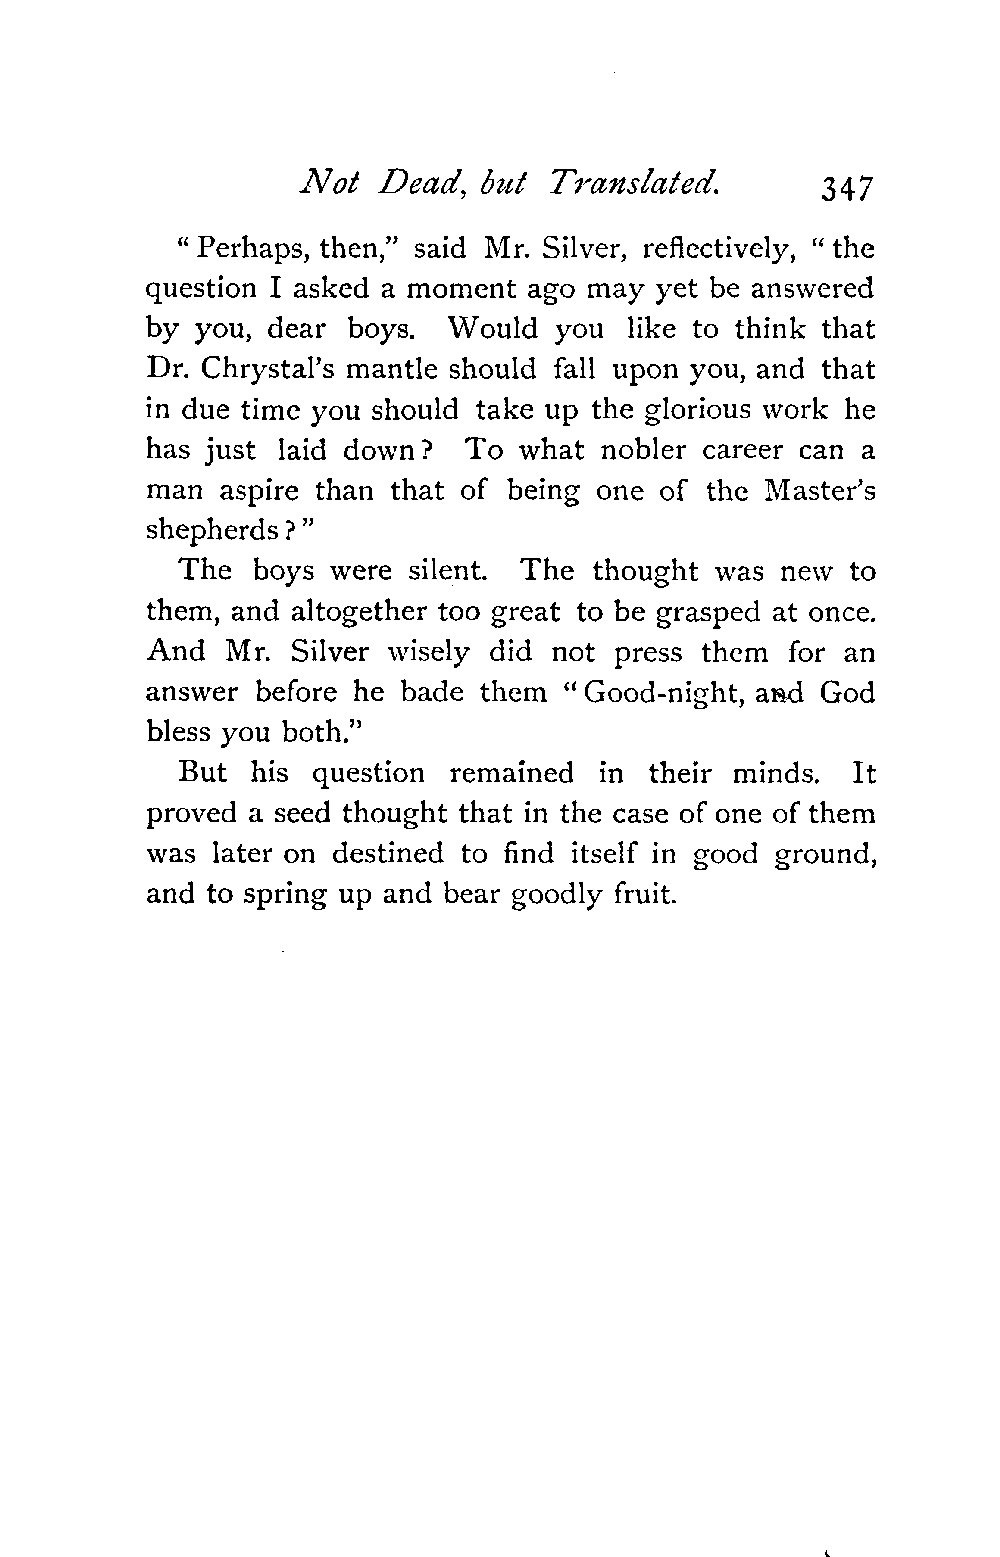 Not Dead, but Translated. 347
“ Perhaps, then,” said Mr. Silver, reflectively, “ the
question I asked a moment ago may yet be answered
by you, dear boys. Would you like to think that
Dr. Chrystal’s mantle should fall upon you, and that
in due time you should take up the glorious work he
has just laid down ? To what nobler career can a
man aspire than that of being one of the Master’s
shepherds ? ”
The boys were silent. The thought was new to
them, and altogether too great to be grasped at once.
And Mr. Silver wisely did not press them for an
answer before he bade them “ Good-night, and God
bless you both.”
But his question remained in their minds. It
proved a seed thought that in the case of one of them
was later on destined to find itself in good ground,
and to spring up and bear goodly fruit.